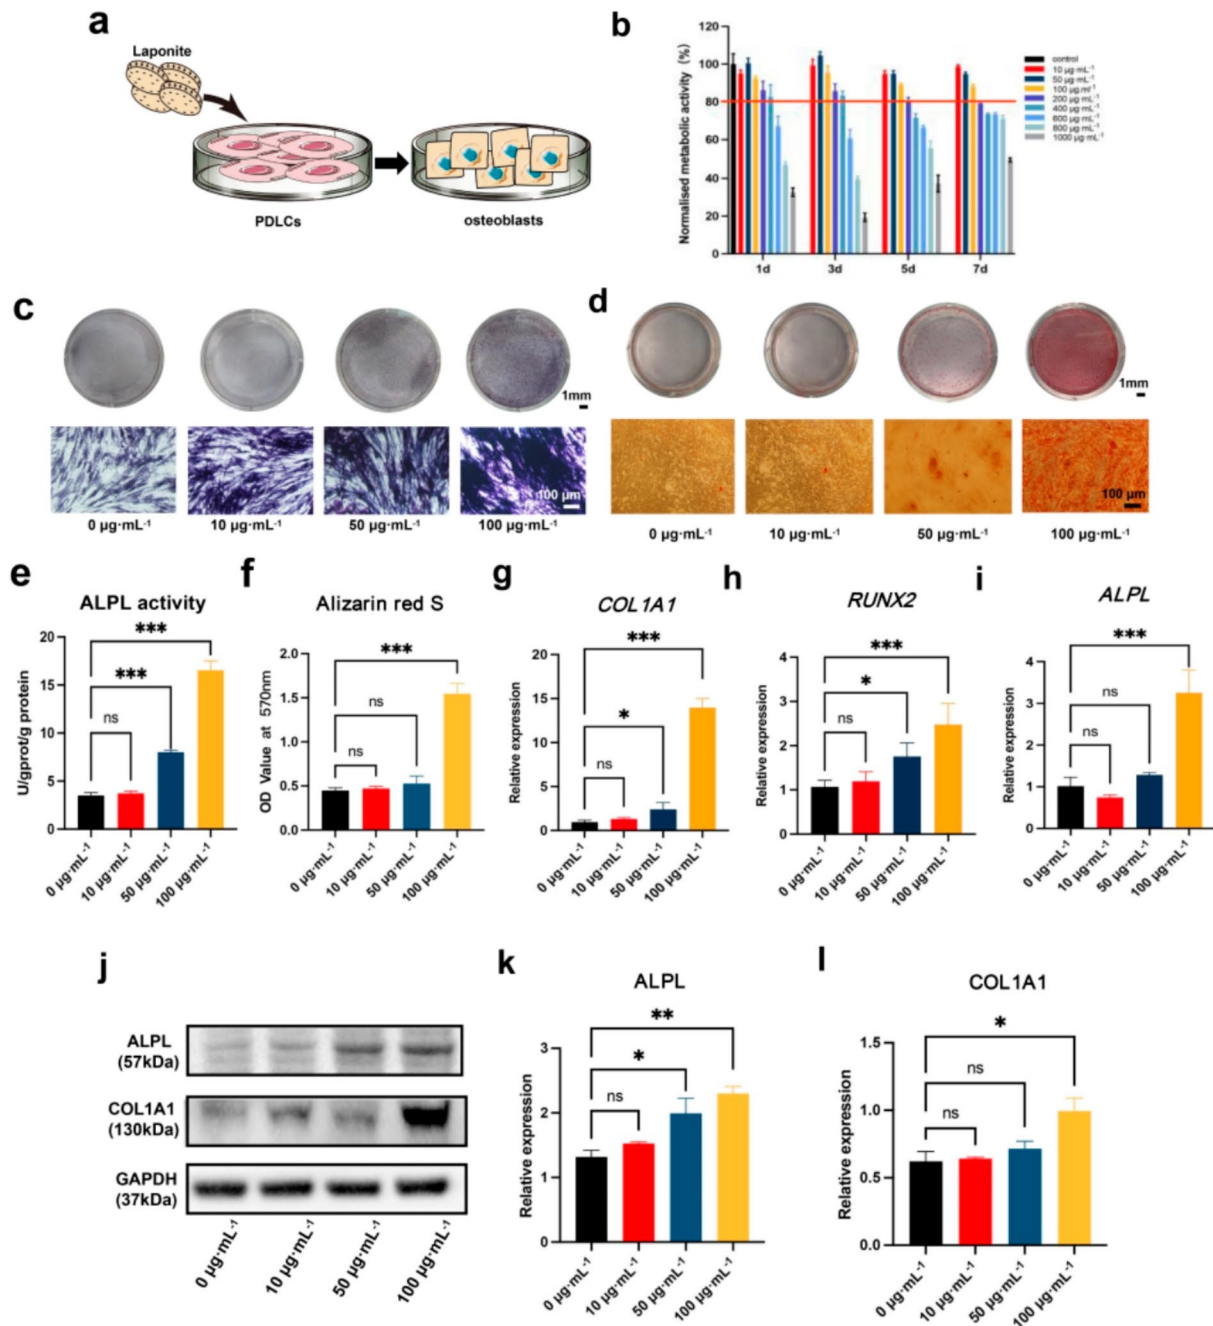 a
Laponite
PDLCs
osteoblasts
b
Normalised metabolic activity (%)
120
100
80
60
40
20
0
1d
3d
5d
7d
control
10 µg·mL⁻¹
50 µg·mL⁻¹
100 µg.ml⁻¹
200 µg·mL⁻¹
400 µg·mL⁻¹
600 µg·mL⁻¹
800 µg·mL⁻¹
1000 µg·mL⁻¹
c
1mm
100 µm
0 µg·mL⁻¹
10 µg·mL⁻¹
50 µg·mL⁻¹
100 µg·mL⁻¹
d
1mm
100 µm
0 µg·mL⁻¹
10 µg·mL⁻¹
50 µg·mL⁻¹
100 µg·mL⁻¹
e
ALPL activity
U/gprot/g protein
20
15
10
5
0
ns
***
***
0 µg·mL⁻¹
10 µg·mL⁻¹
50 µg·mL⁻¹
100 µg·mL⁻¹
f
Alizarin red S
OD Value at 570nm
2.0
1.5
1.0
0.5
0.0
ns
ns
***
0 µg·mL⁻¹
10 µg·mL⁻¹
50 µg·mL⁻¹
100 µg·mL⁻¹
g
COL1A1
Relative expression
20
15
10
5
0
ns
*
***
0 µg·mL⁻¹
10 µg·mL⁻¹
50 µg·mL⁻¹
100 µg·mL⁻¹
h
RUNX2
Relative expression
4
3
2
1
0
ns
*
***
0 µg·mL⁻¹
10 µg·mL⁻¹
50 µg·mL⁻¹
100 µg·mL⁻¹
i
ALPL
Relative expression
4
3
2
1
0
ns
ns
***
0 µg·mL⁻¹
10 µg·mL⁻¹
50 µg·mL⁻¹
100 µg·mL⁻¹
j
ALPL
(57kDa)
COL1A1
(130kDa)
GAPDH
(37kDa)
0 µg·mL⁻¹
10 µg·mL⁻¹
50 µg·mL⁻¹
100 µg·mL⁻¹
k
ALPL
Relative expression
3
2
1
0
ns
*
**
0 µg·mL⁻¹
10 µg·mL⁻¹
50 µg·mL⁻¹
100 µg·mL⁻¹
l
COL1A1
Relative expression
1.5
1.0
0.5
0.0
ns
ns
*
0 µg·mL⁻¹
10 µg·mL⁻¹
50 µg·mL⁻¹
100 µg·mL⁻¹